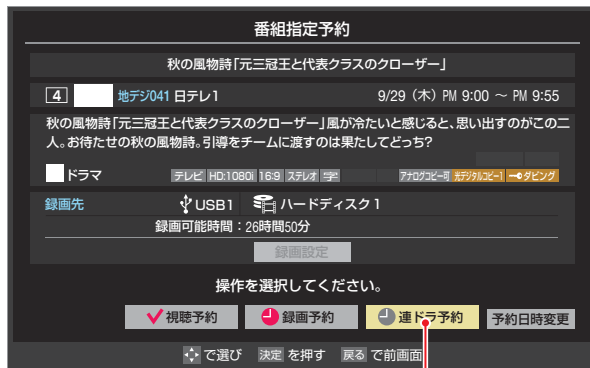 番組指定予約
秋の風物詩「元三冠王と代表クラスのクローザー」
4 地デジ041 日テレ1 9/29 (木) PM 9:00 ～ PM 9:55
秋の風物詩「元三冠王と代表クラスのクローザー」風が冷たいと感じると、思い出すのがこの二
人。お待たせの秋の風物詩。引導をチームに渡すのは果たしてどっち?
ドラマ テレビ HD:1080i 16:9 ステレオ 字 アナログコピー可 光デジタルコピー1 ダビング
録画先 USB1 ハードディスク1
録画可能時間:26時間50分
録画設定
操作を選択してください。
視聴予約 録画予約 連ドラ予約 予約日時変更
で選び 決定 を押す 戻る で前画面